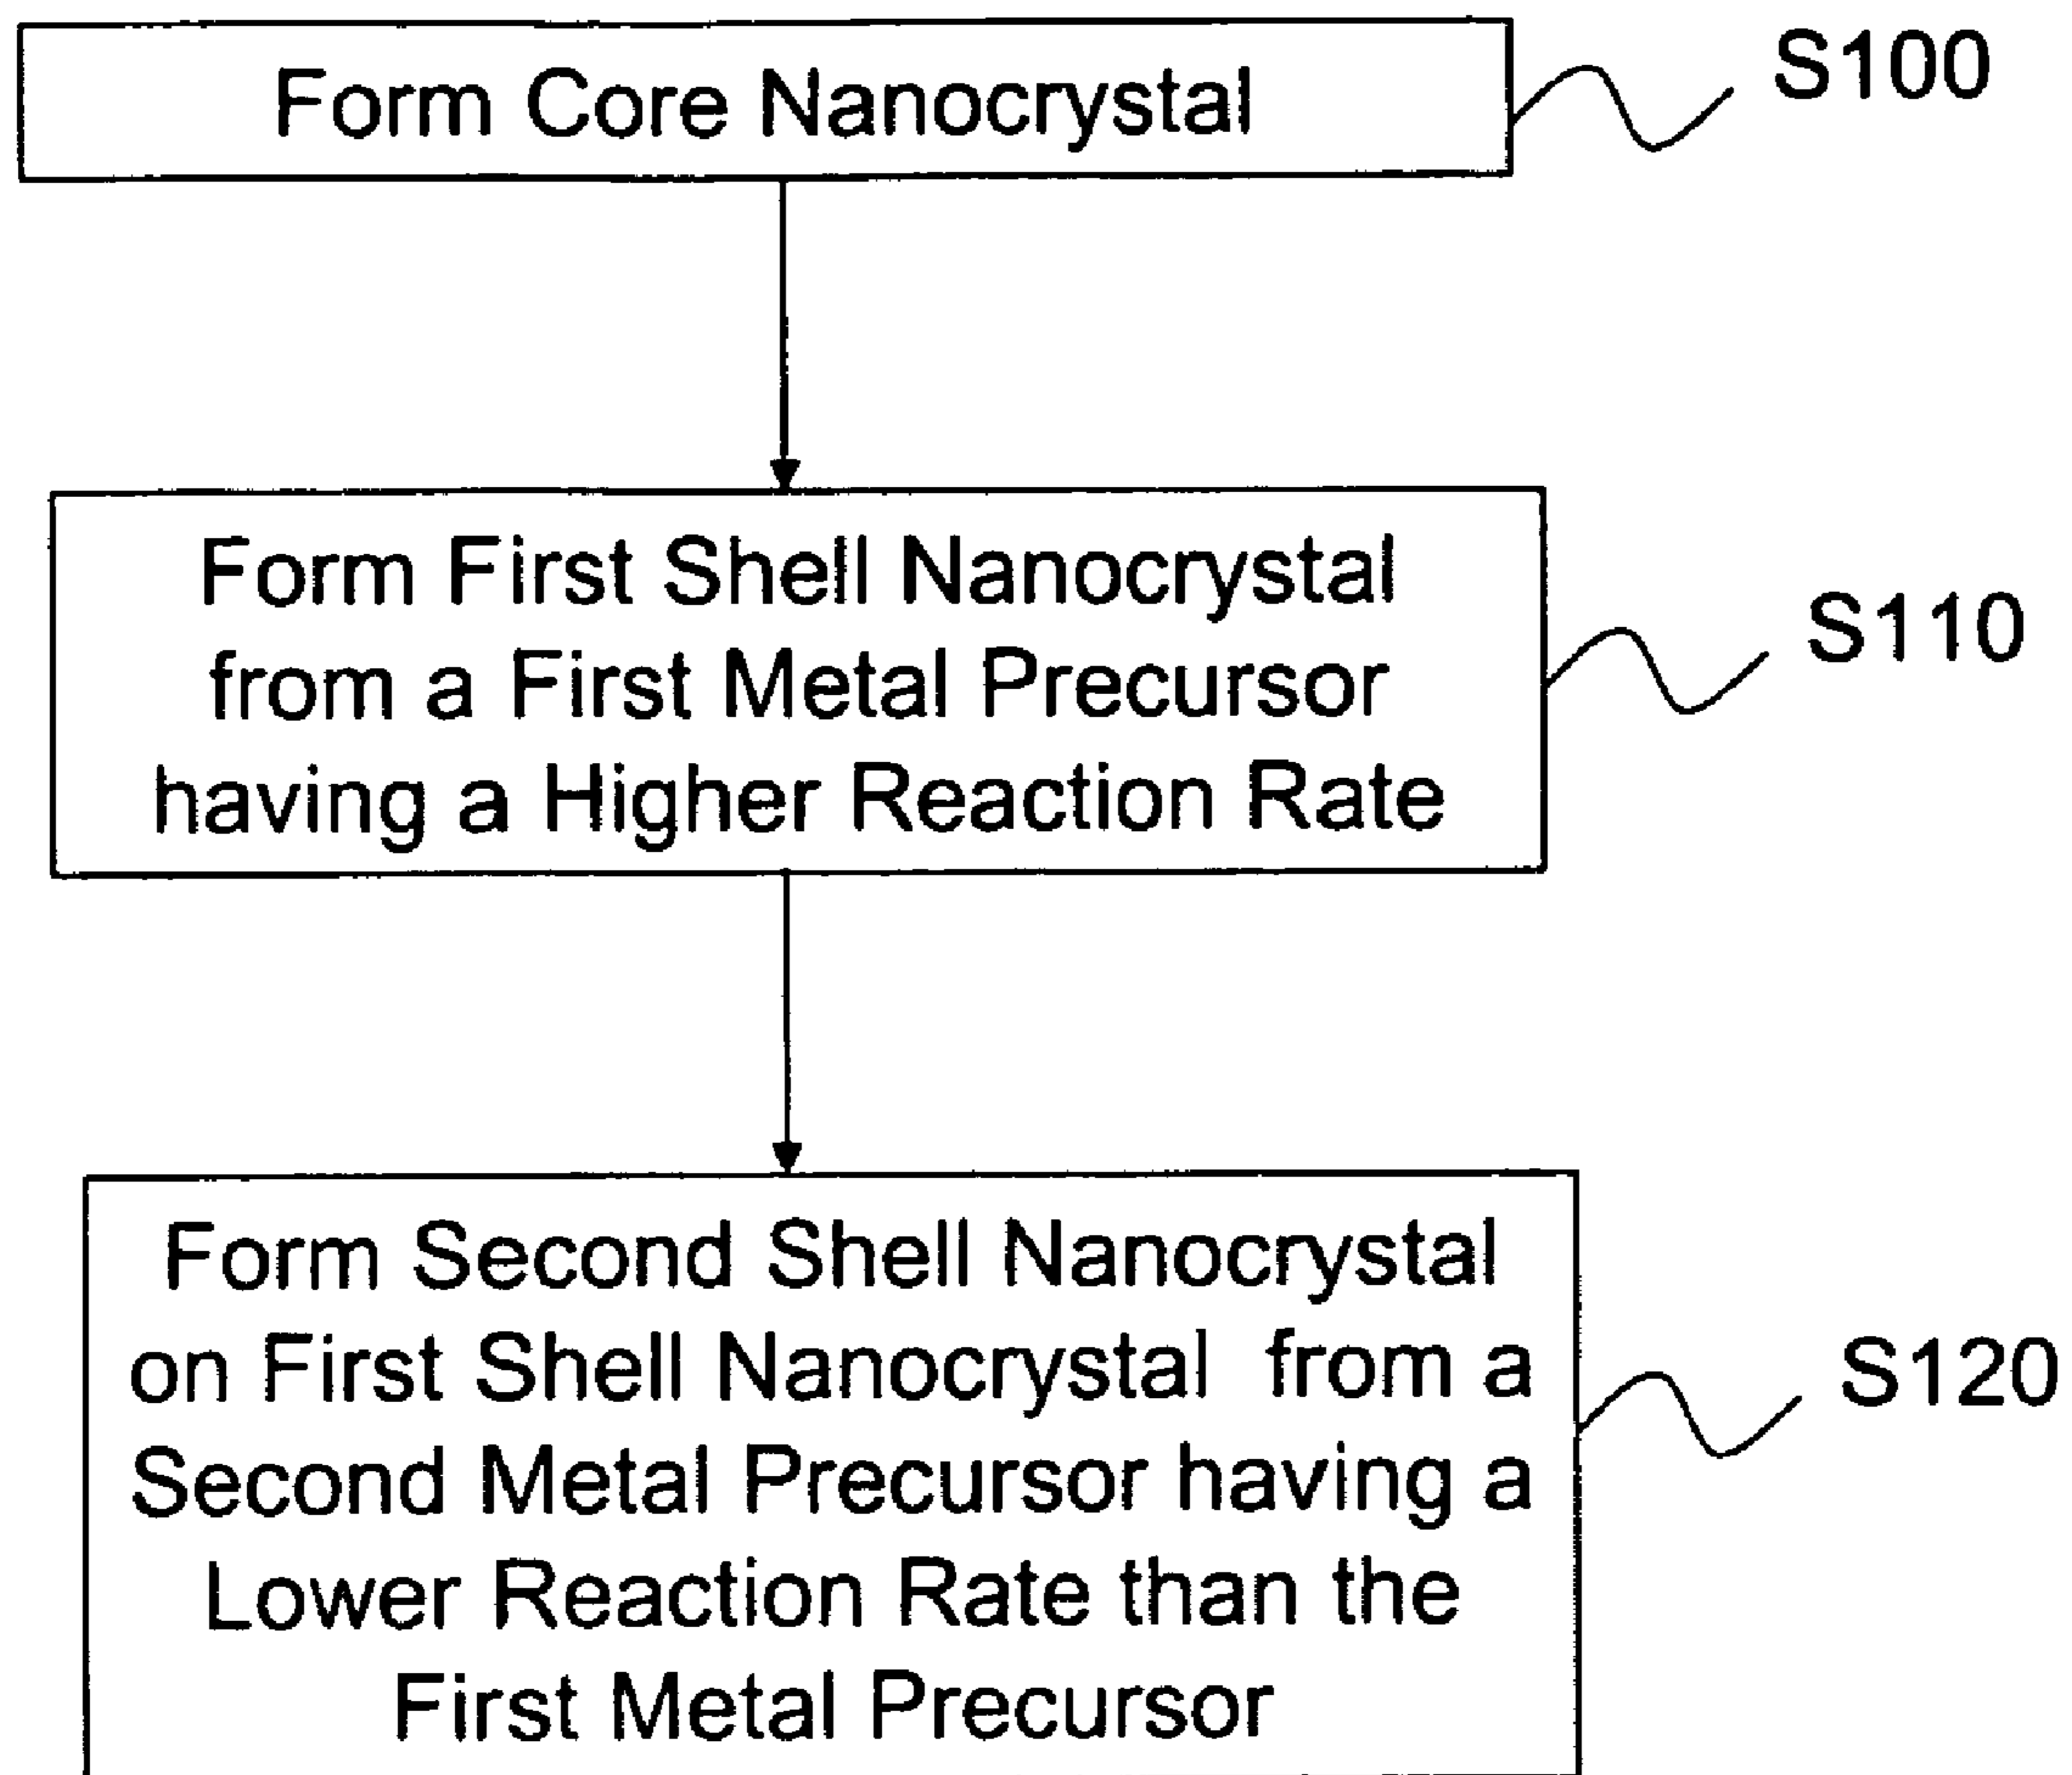 Form Core Nanocrystal
S100
Form First Shell Nanocrystal
from a First Metal Precursor
having a Higher Reaction Rate
S110
Form Second Shell Nanocrystal
on First Shell Nanocrystal from a
Second Metal Precursor having a
Lower Reaction Rate than the
First Metal Precursor
S120